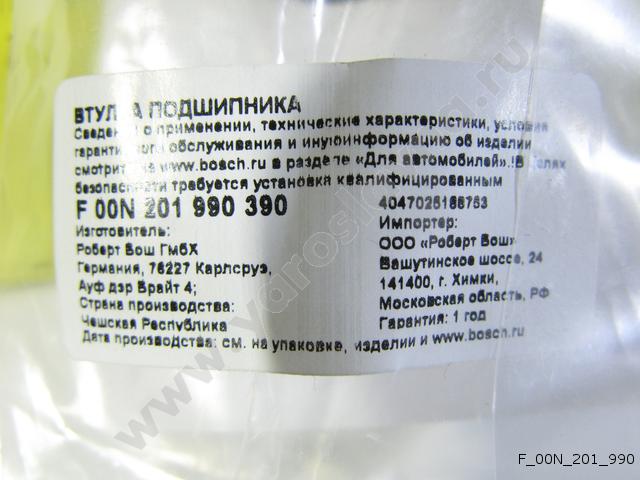 ВТУЛКА ПОДШИПНИКА
Сведения о применении, технические характеристики, условия
гарантийного обслуживания и иную информацию об изделии
смотрите на www.bosch.ru в разделе «Для автомобилей». !В целях
безопасности требуется установка квалифицированным
F 00N 201 990 390
Изготовитель:
Роберт Бош ГмбХ
Германия, 76227 Карлсруэ,
Ауф дэр Брайт 4;
Страна производства:
Чешская Республика
Дата производства: см. на упаковке, изделии и www.bosch.ru
Импортер:
ООО «Роберт Бош»
Вашутинское шоссе, 24
141400, г. Химки,
Московская область, РФ
Гарантия: 1 год
F_00N_201_990